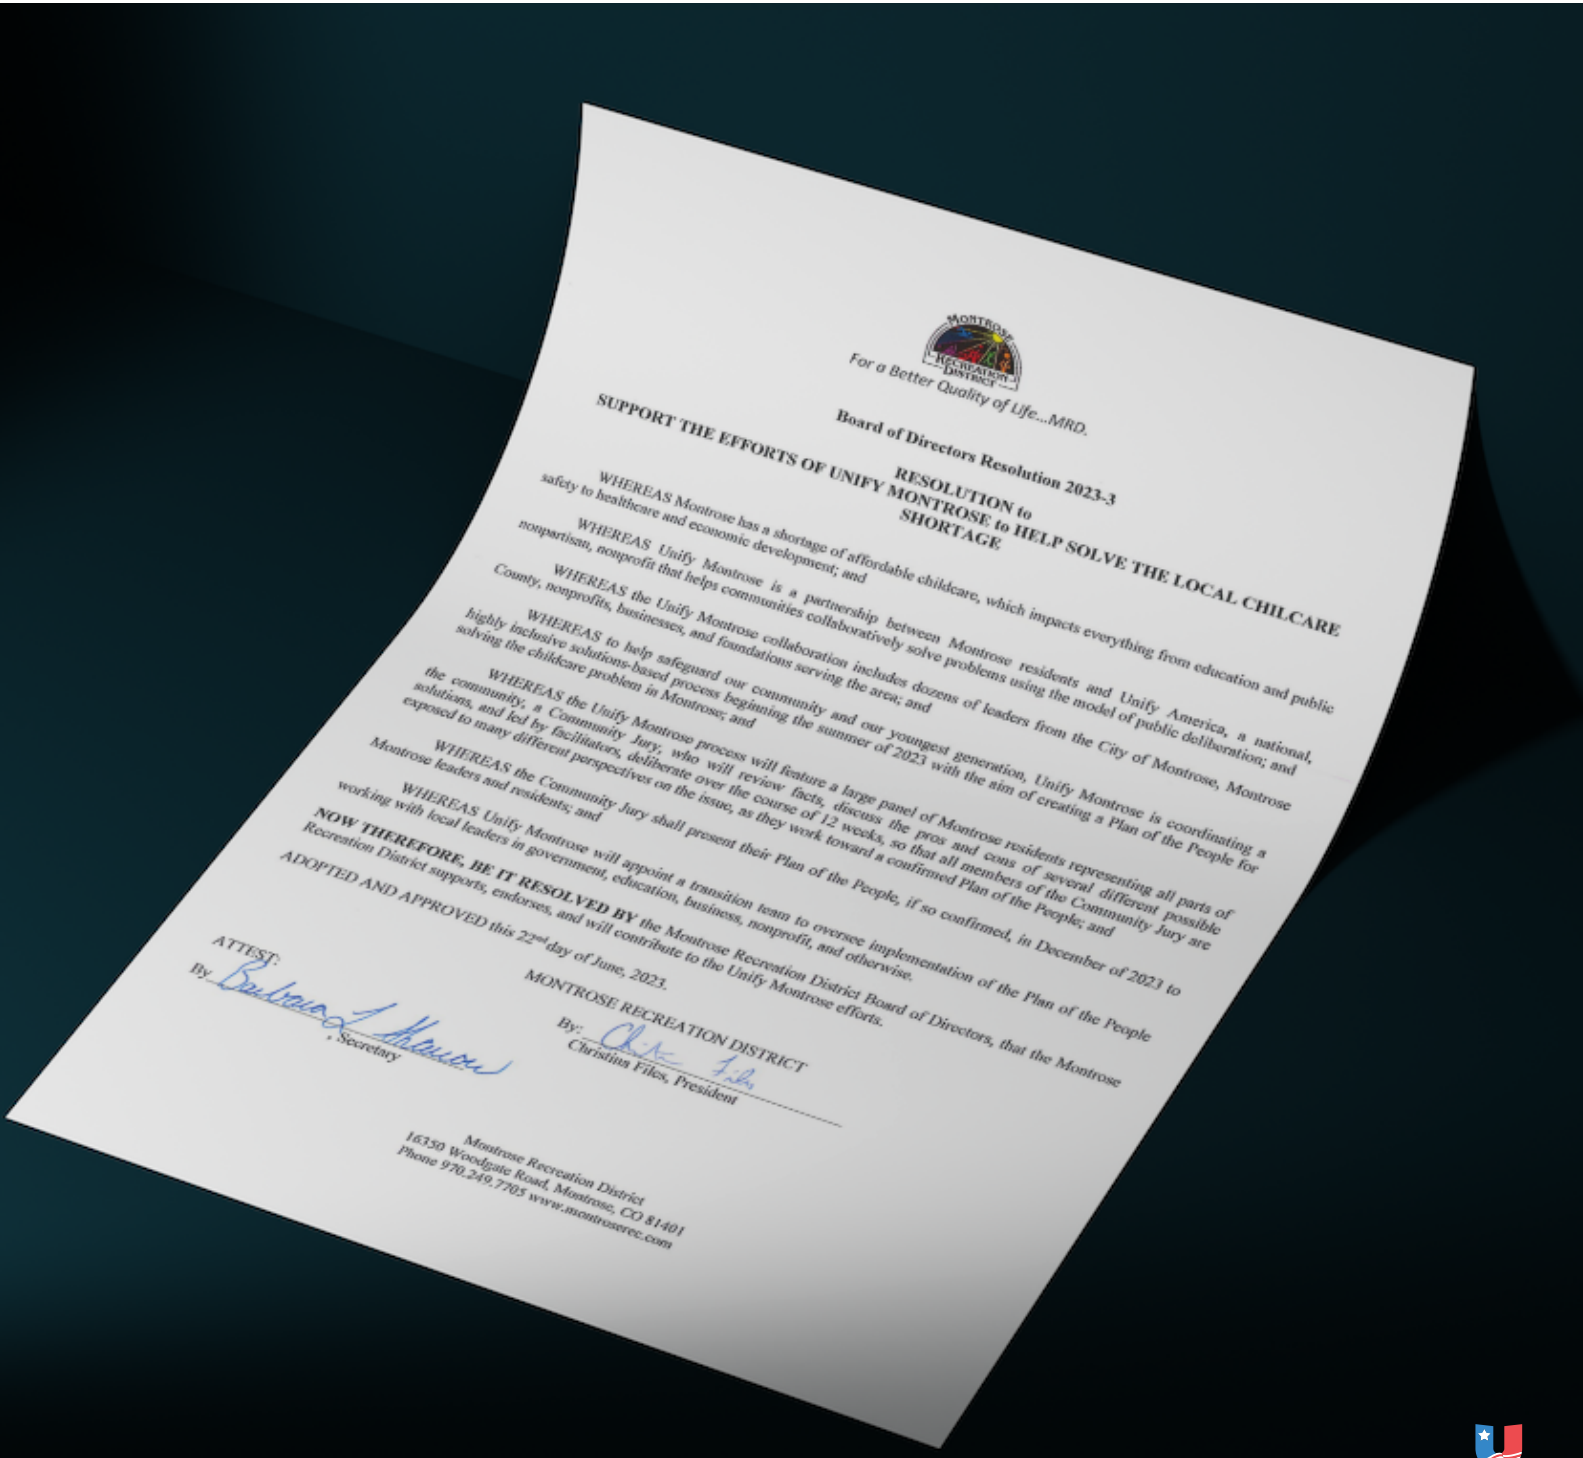 MONTROSE
RECREATION
DISTRICT
For a Better Quality of Life...MRD.
Board of Directors Resolution 2023-3
RESOLUTION to
SUPPORT THE EFFORTS OF UNIFY MONTROSE to HELP SOLVE THE LOCAL CHILCARE
SHORTAGE
WHEREAS Montrose has a shortage of affordable childcare, which impacts everything from education and public
safety to healthcare and economic development; and
WHEREAS Unify Montrose is a partnership between Montrose residents and Unify America, a national,
nonpartisan, nonprofit that helps communities collaboratively solve problems using the model of public deliberation; and
WHEREAS the Unify Montrose collaboration includes dozens of leaders from the City of Montrose, Montrose
County, nonprofits, businesses, and foundations serving the area; and
WHEREAS to help safeguard our community and our youngest generation, Unify Montrose is coordinating a
highly inclusive solutions-based process beginning the summer of 2023 with the aim of creating a Plan of the People for
solving the childcare problem in Montrose; and
WHEREAS the Unify Montrose process will feature a large panel of Montrose residents representing all parts of
the community, a Community Jury, who will review facts, discuss the pros and cons of several different possible
solutions, and led by facilitators, deliberate over the course of 12 weeks, so that all members of the Community Jury are
exposed to many different perspectives on the issue, as they work toward a confirmed Plan of the People; and
WHEREAS the Community Jury shall present their Plan of the People, if so confirmed, in December of 2023 to
Montrose leaders and residents; and
WHEREAS Unify Montrose will appoint a transition team to oversee implementation of the Plan of the People
working with local leaders in government, education, business, nonprofit, and otherwise.
NOW THEREFORE, BE IT RESOLVED BY the Montrose Recreation District Board of Directors, that the Montrose
Recreation District supports, endorses, and will contribute to the Unify Montrose efforts.
ADOPTED AND APPROVED this 22nd day of June, 2023.
MONTROSE RECREATION DISTRICT
ATTEST:
By Barbara L
, Secretary
By:
Christina Files, President
Montrose Recreation District
16350 Woodgate Road, Montrose, CO 81401
Phone 970.249.7705 www.montroserec.com